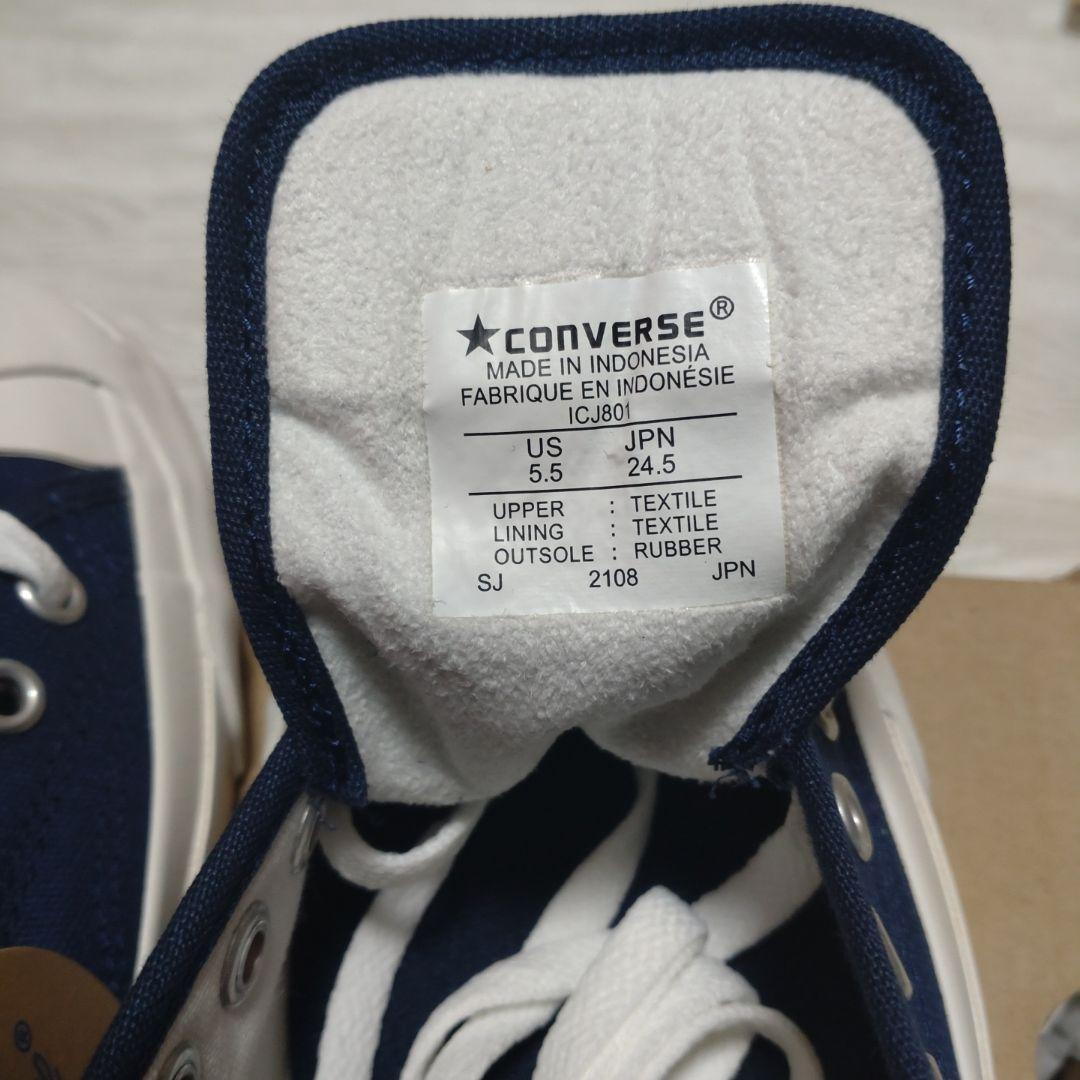 ★CONVERSE®
MADE IN INDONESIA
FABRIQUE EN INDONÉSIE
ICJ801
US JPN
5.5 24.5
UPPER : TEXTILE
LINING : TEXTILE
OUTSOLE : RUBBER
SJ 2108 JPN